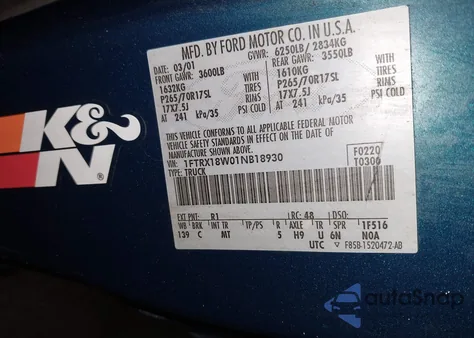 MFD. BY FORD MOTOR CO. IN U.S.A.
DATE: 03/01
GVWR: 6250LB/ 2834KG
FRONT GAWR: 3600LB
REAR GAWR: 3550LB
1632KG
1610KG
P265/70R17SL TIRES
P265/70R17SL TIRES
17X7.5J RIMS
17X7.5J RIMS
AT 241 kPa/35 PSI COLD
AT 241 kPa/35 PSI COLD
THIS VEHICLE CONFORMS TO ALL APPLICABLE FEDERAL MOTOR
VEHICLE SAFETY STANDARDS IN EFFECT ON THE DATE OF
MANUFACTURE SHOWN ABOVE.
VIN: 1FTRX18W01NB18930
TYPE: TRUCK
F0220
T0300
EXT PNT: R1 RC: 48 DSO:
WB BRK INT TR TP/PS R AXLE TR SPR 1F516
139 C MT 5 H9 U 6N NOA
UTC F85B-1520472-AB
K&N
®
autoSnap